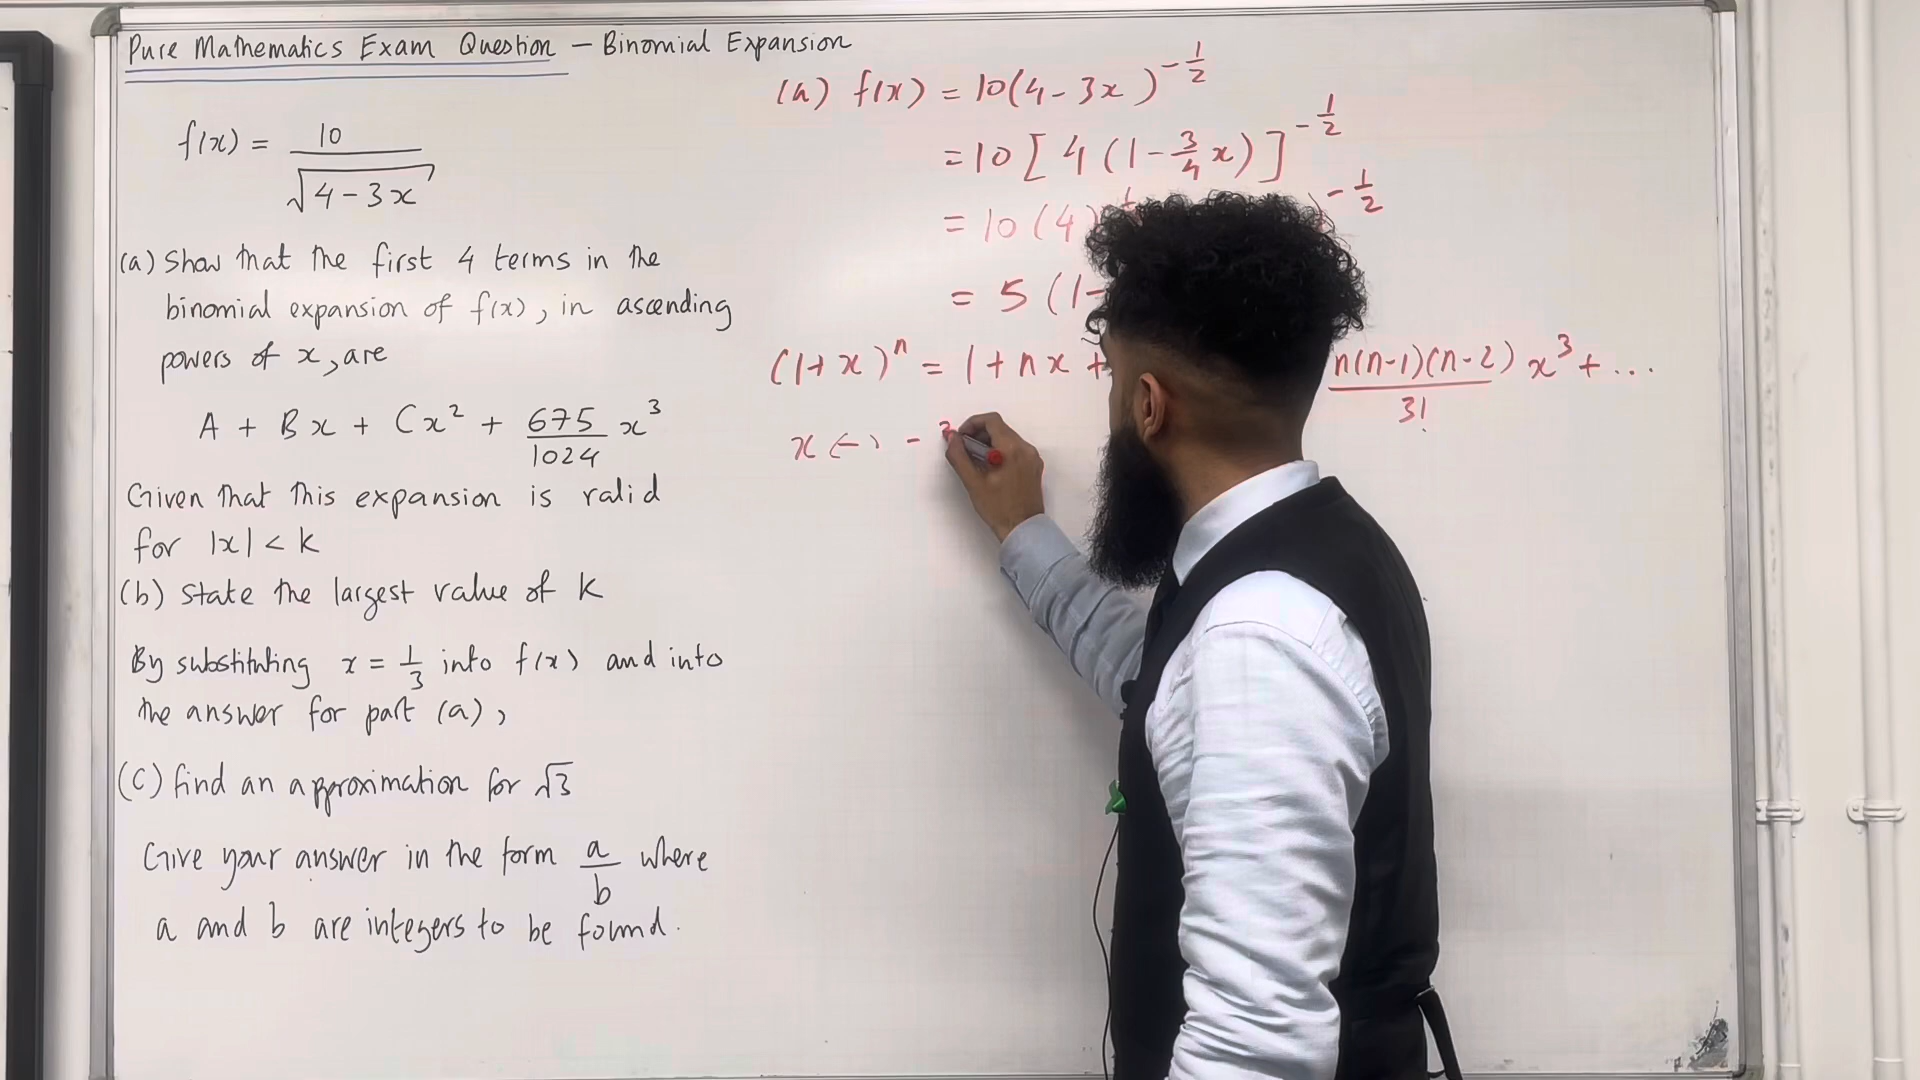 Pure Mathematics Exam Question – Binomial Expansion
f(x) = 10/√(4-3x)
(a) Show that the first 4 terms in the
binomial expansion of f(x), in ascending
powers of x, are
A + Bx + Cx² + 675/1024 x³
Given that this expansion is valid
for |x| < k
(b) State the largest value of k
By substituting x = 1/3 into f(x) and into
the answer for part (a),
(C) find an approximation for √3
Give your answer in the form a/b where
a and b are integers to be found.
(a) f(x) = 10(4-3x)^-1/2
= 10[4(1-3/4x)]^-1/2
= 10(4) )^-1/2
= 5(1-
(1+x)^n = 1+nx+ n(n-1)(n-2)/3! x³+...
x (-) -